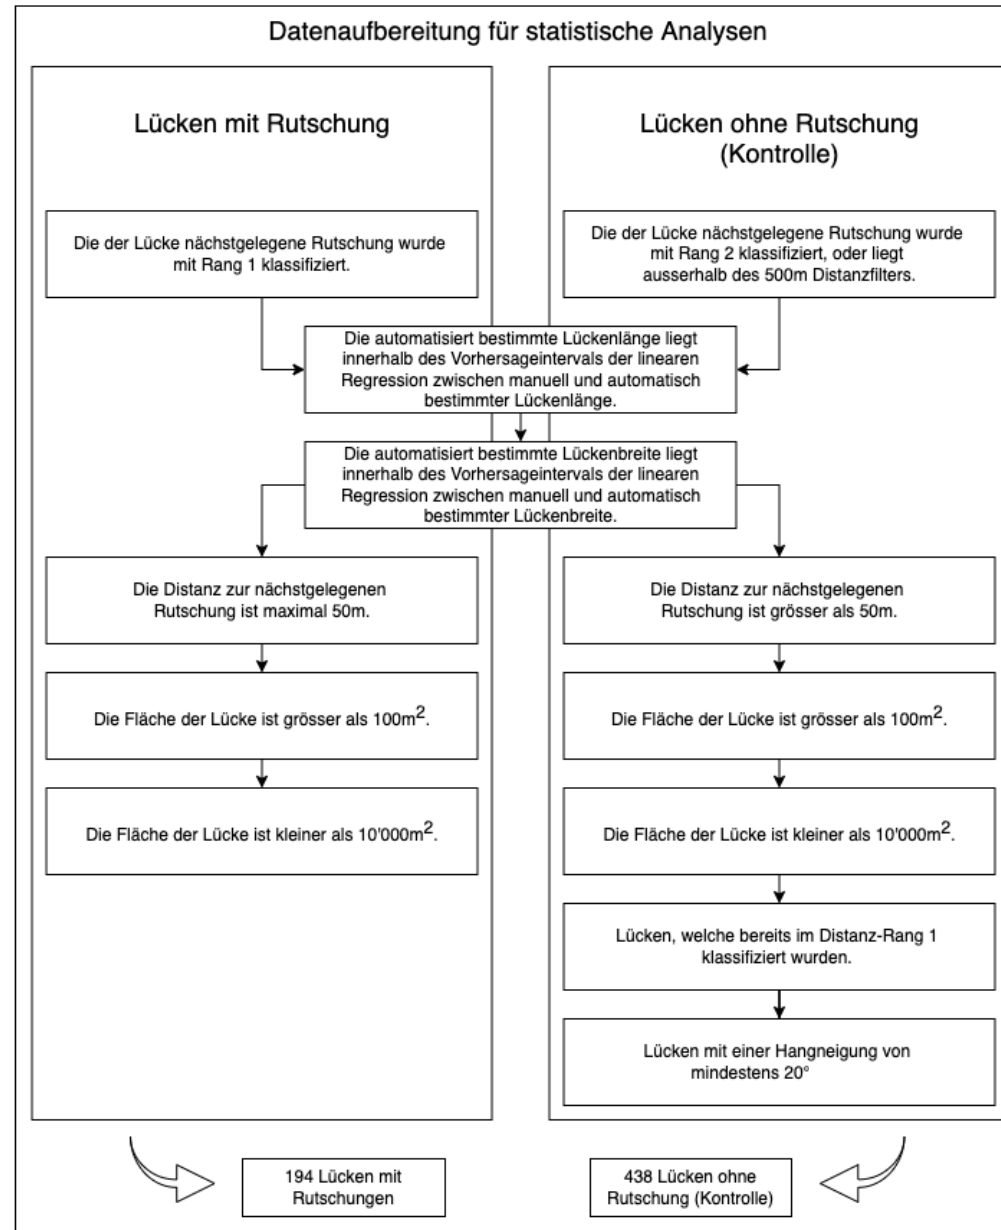 Datenaufbereitung für statistische Analysen
Lücken mit Rutschung
Lücken ohne Rutschung
(Kontrolle)
Die der Lücke nächstgelegene Rutschung wurde
mit Rang 1 klassifiziert.
Die der Lücke nächstgelegene Rutschung wurde
mit Rang 2 klassifiziert, oder liegt
ausserhalb des 500m Distanzfilters.
Die automatisiert bestimmte Lückenlänge liegt
innerhalb des Vorhersageintervals der linearen
Regression zwischen manuell und automatisch
bestimmter Lückenlänge.
Die automatisiert bestimmte Lückenbreite liegt
innerhalb des Vorhersageintervals der linearen
Regression zwischen manuell und automatisch
bestimmter Lückenbreite.
Die Distanz zur nächstgelegenen
Rutschung ist maximal 50m.
Die Distanz zur nächstgelegenen
Rutschung ist grösser als 50m.
Die Fläche der Lücke ist grösser als 100m².
Die Fläche der Lücke ist grösser als 100m².
Die Fläche der Lücke ist kleiner als 10'000m².
Die Fläche der Lücke ist kleiner als 10'000m².
Lücken, welche bereits im Distanz-Rang 1
klassifiziert wurden.
Lücken mit einer Hangneigung von
mindestens 20°
194 Lücken mit
Rutschungen
438 Lücken ohne
Rutschung (Kontrolle)